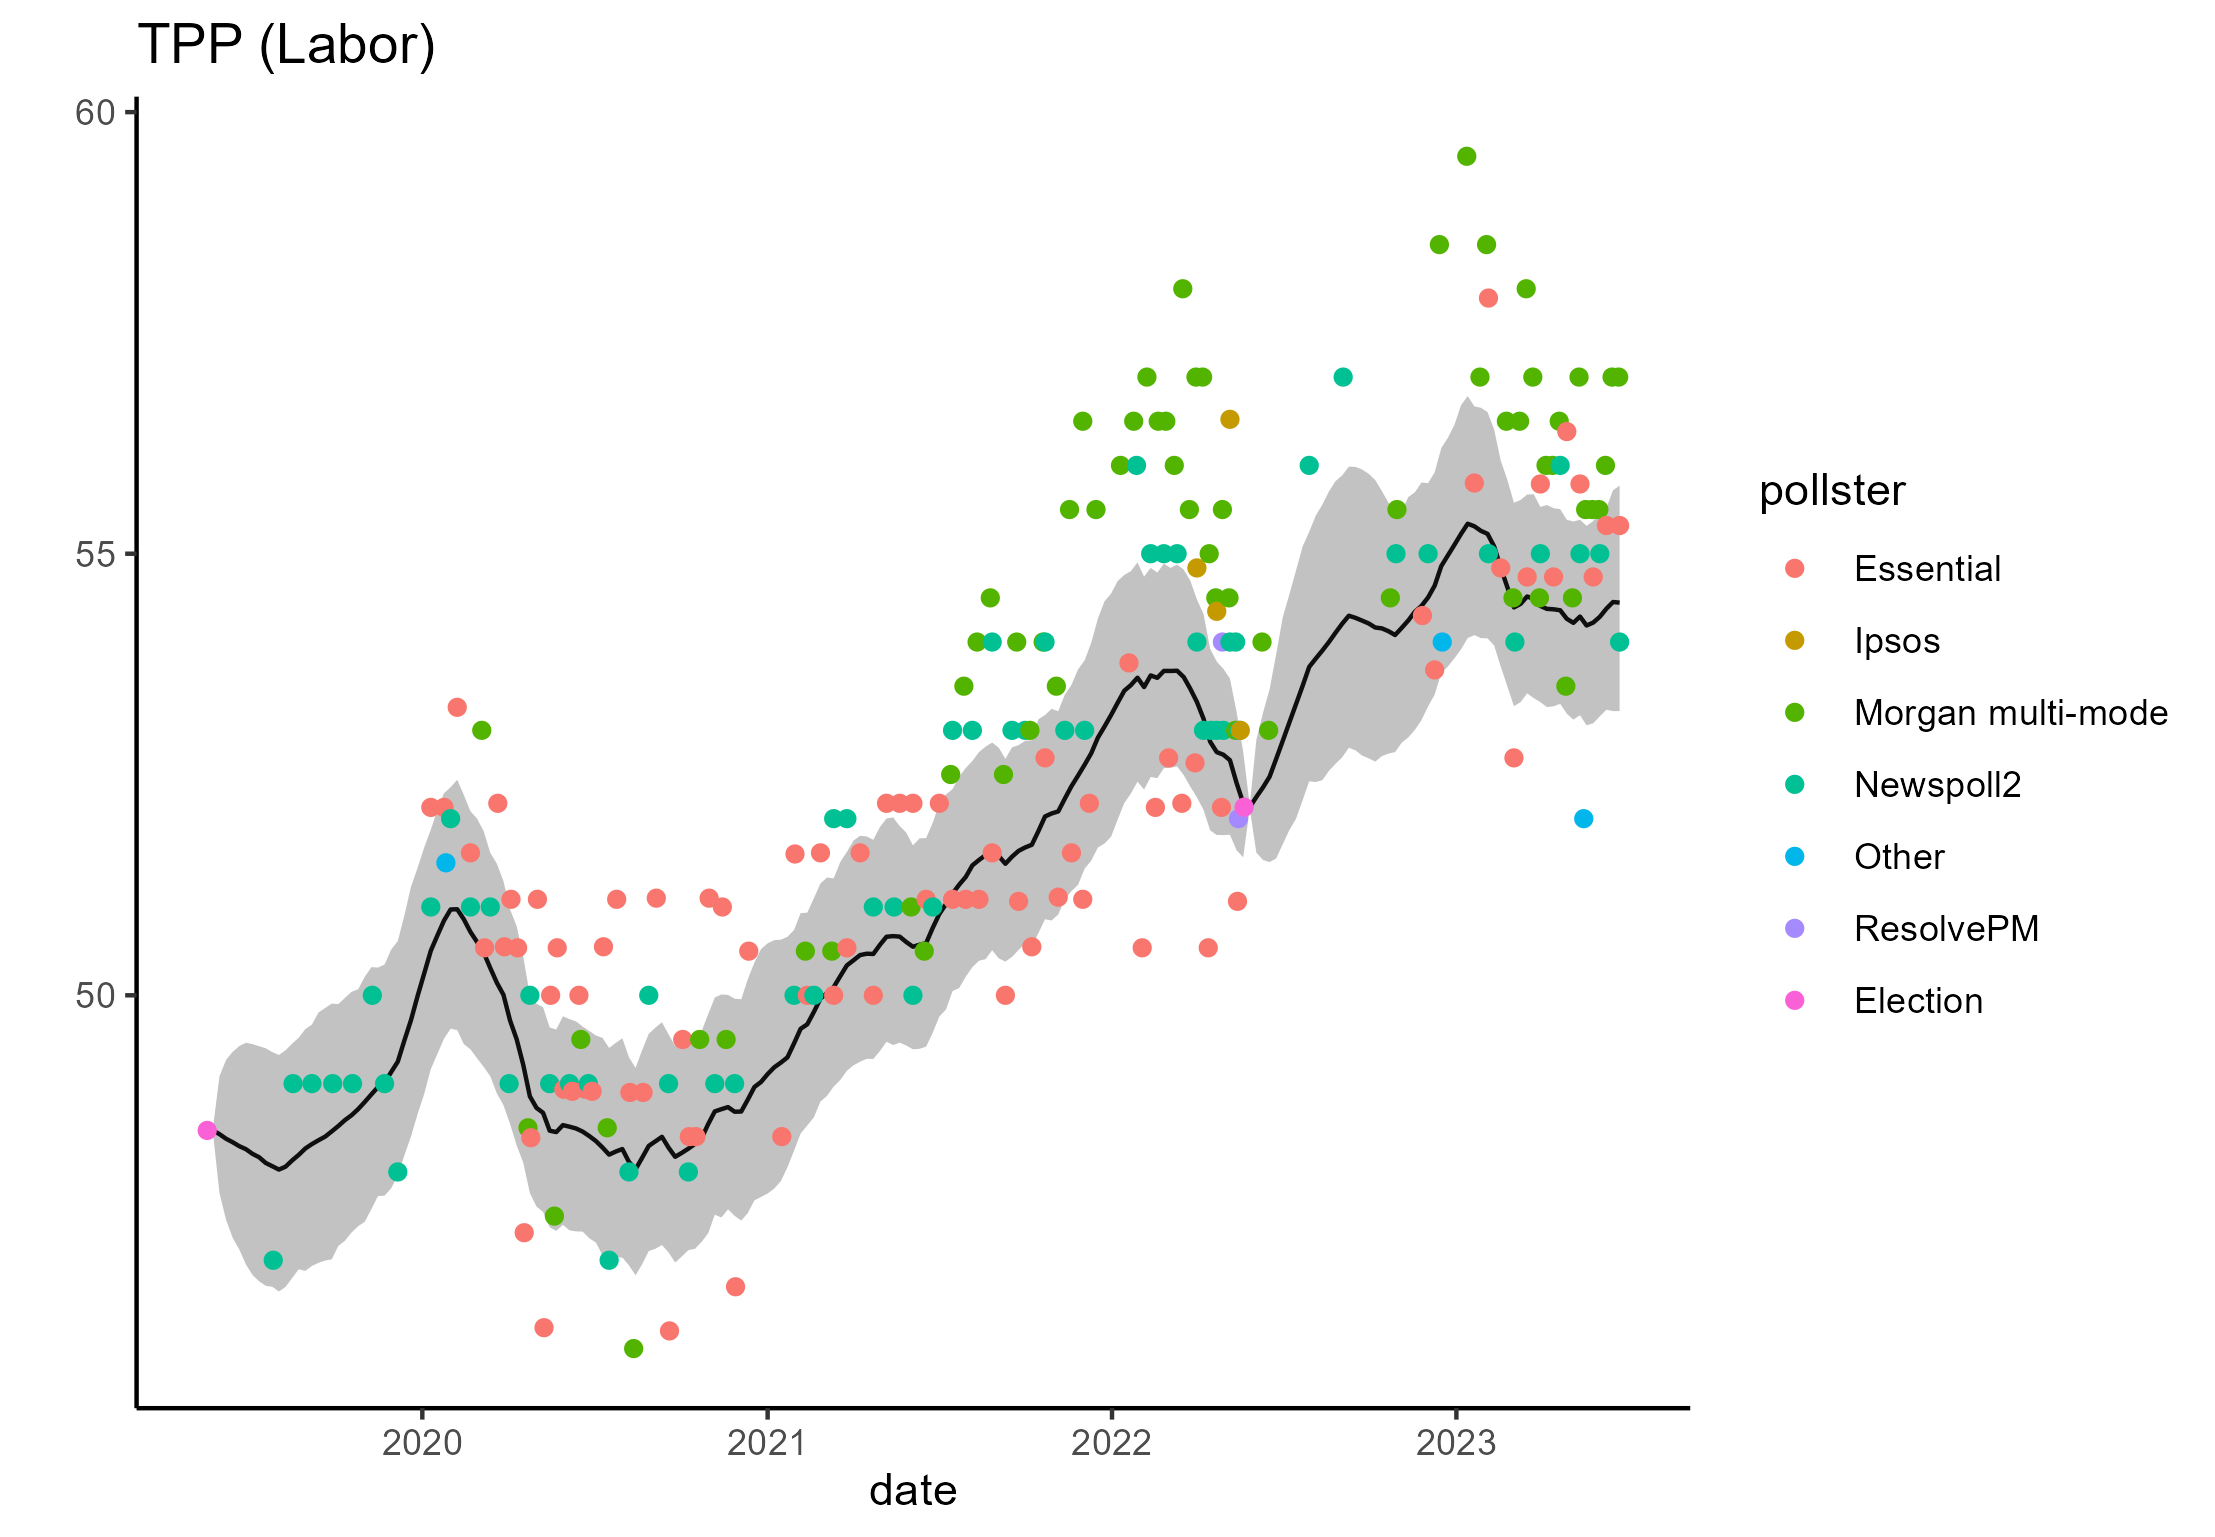 TPP (Labor)
60
55
50
2020
2021
2022
2023
date
pollster
Essential
Ipsos
Morgan multi-mode
Newspoll2
Other
ResolvePM
Election